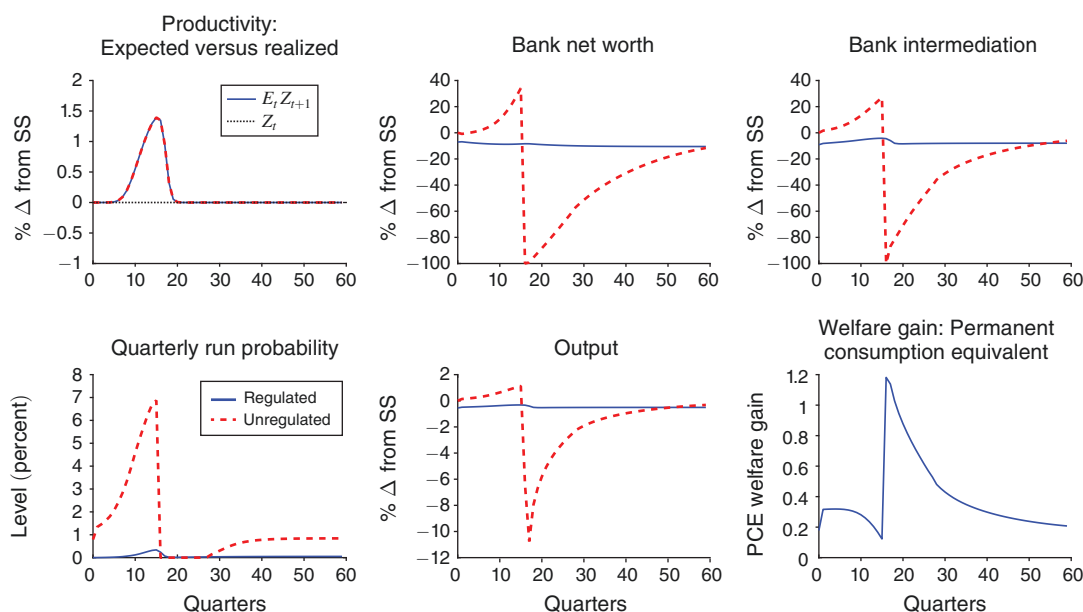 Productivity:
Expected versus realized
% Δ from SS
2
1.5
1
0.5
0
−0.5
−1
0 10 20 30 40 50 60
E_t Z_{t+1}
Z_t
Bank net worth
% Δ from SS
40
20
0
−20
−40
−60
−80
−100
0 10 20 30 40 50 60
Bank intermediation
% Δ from SS
40
20
0
−20
−40
−60
−80
−100
0 10 20 30 40 50 60
Quarterly run probability
Level (percent)
8
7
6
5
4
3
2
1
0
0 10 20 30 40 50 60
Quarters
Regulated
Unregulated
Output
% Δ from SS
2
0
−2
−4
−6
−8
−10
−12
0 10 20 30 40 50 60
Quarters
Welfare gain: Permanent
consumption equivalent
PCE welfare gain
1.2
1
0.8
0.6
0.4
0.2
0
0 10 20 30 40 50 60
Quarters